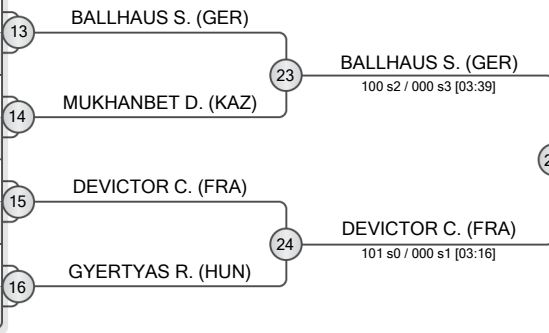 BALLHAUS S. (GER)
13
23
BALLHAUS S. (GER)
100 s2 / 000 s3 [03:39]
MUKHANBET D. (KAZ)
14
DEVICTOR C. (FRA)
15
24
DEVICTOR C. (FRA)
101 s0 / 000 s1 [03:16]
GYERTYAS R. (HUN)
16